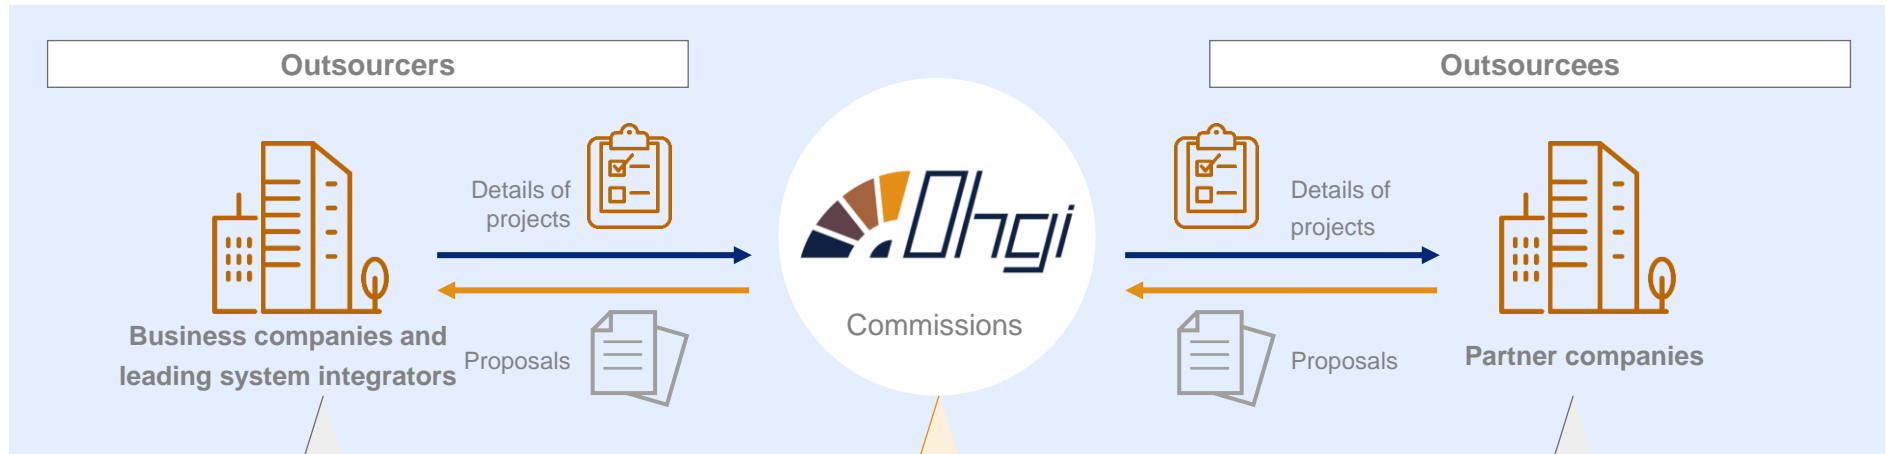 Outsourcers
Outsourcees
Details of
projects
Details of
projects
Ohgi
Commissions
Business companies and
leading system integrators
Proposals
Proposals
Partner companies